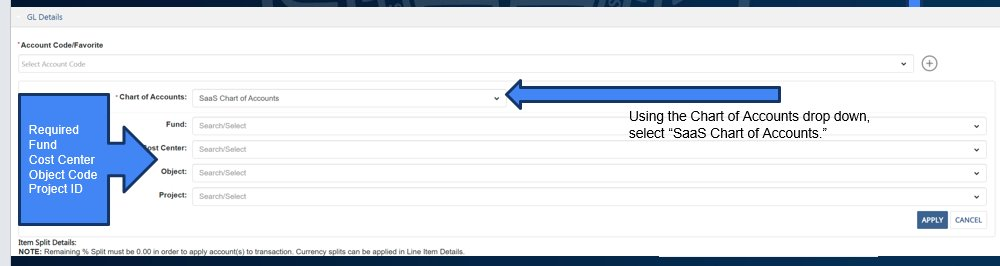 GL Details
*Account Code/Favorite
Select Account Code
* Chart of Accounts: SaaS Chart of Accounts
Using the Chart of Accounts drop down,
select “SaaS Chart of Accounts.”
Required
Fund
Cost Center
Object Code
Project ID
Fund: Search/Select
Cost Center: Search/Select
Object: Search/Select
Project: Search/Select
APPLY CANCEL
Item Split Details:
NOTE: Remaining % Split must be 0.00 in order to apply account(s) to transaction. Currency splits can be applied in Line Item Details.